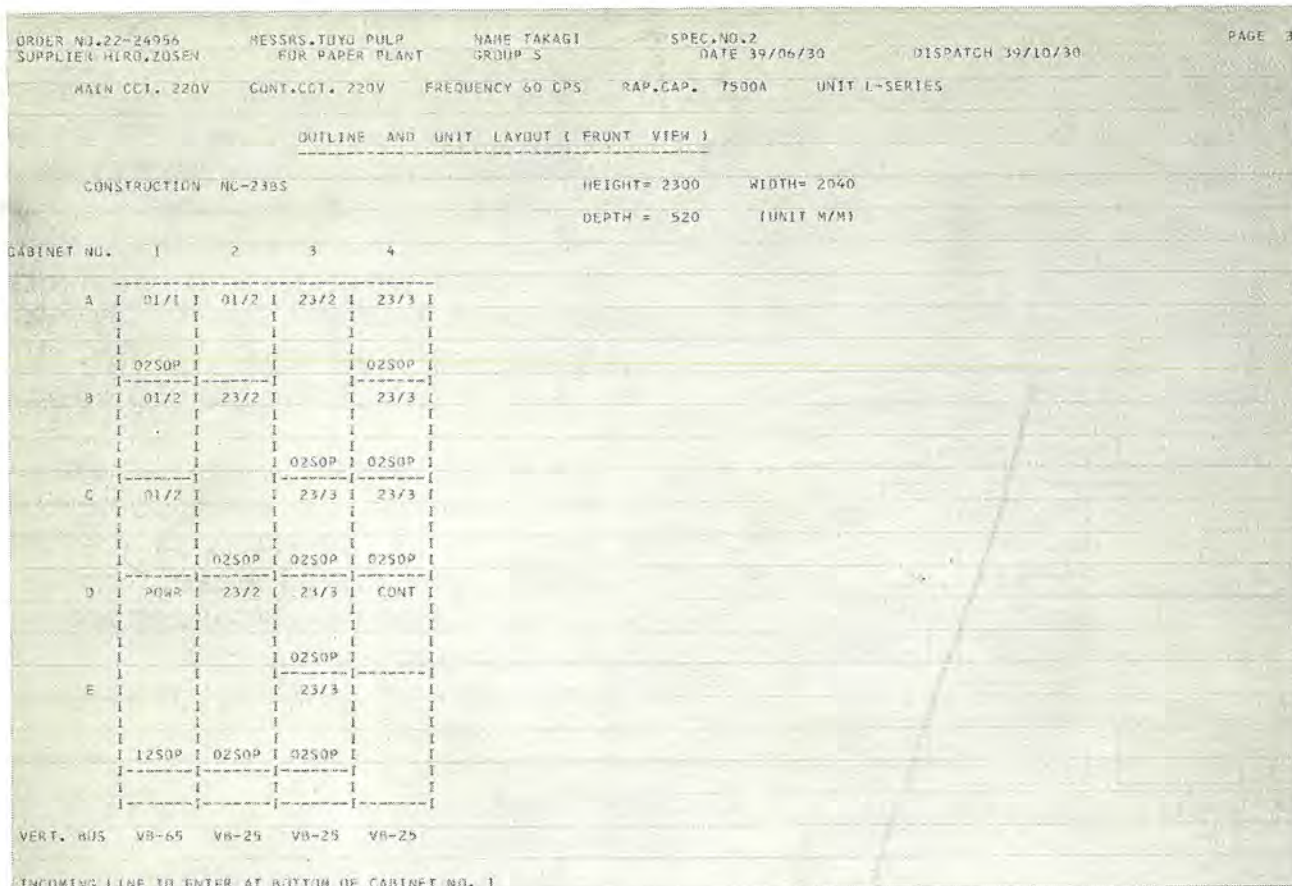 ORDER NO.22-24956 MESSRS.TOYO PULP NAME TAKAGI SPEC.NO.2 PAGE 3
SUPPLIER HIRO.ZOSEN FOR PAPER PLANT GROUP S DATE 39/06/30 DISPATCH 39/10/30
MAIN CCT. 220V CONT.CCT. 220V FREQUENCY 60 CPS RAP.CAP. 7500A UNIT L-SERIES
OUTLINE AND UNIT LAYOUT ( FRONT VIEW )
CONSTRUCTION NC-23BS HEIGHT= 2300 WIDTH= 2040
DEPTH = 520 (UNIT M/M)
CABINET NO. 1 2 3 4
A 01/1 01/2 23/2 23/3
02SOP 02SOP
B 01/2 23/2 23/3
02SOP 02SOP
C 01/2 23/3 23/3
02SOP 02SOP 02SOP
D POWR 23/2 23/3 CONT
02SOP
E 23/3
12SOP 02SOP 02SOP
VERT. BUS VB-65 VB-25 VB-25 VB-25
INCOMING LINE TO ENTER AT BOTTOM OF CABINET NO. 1